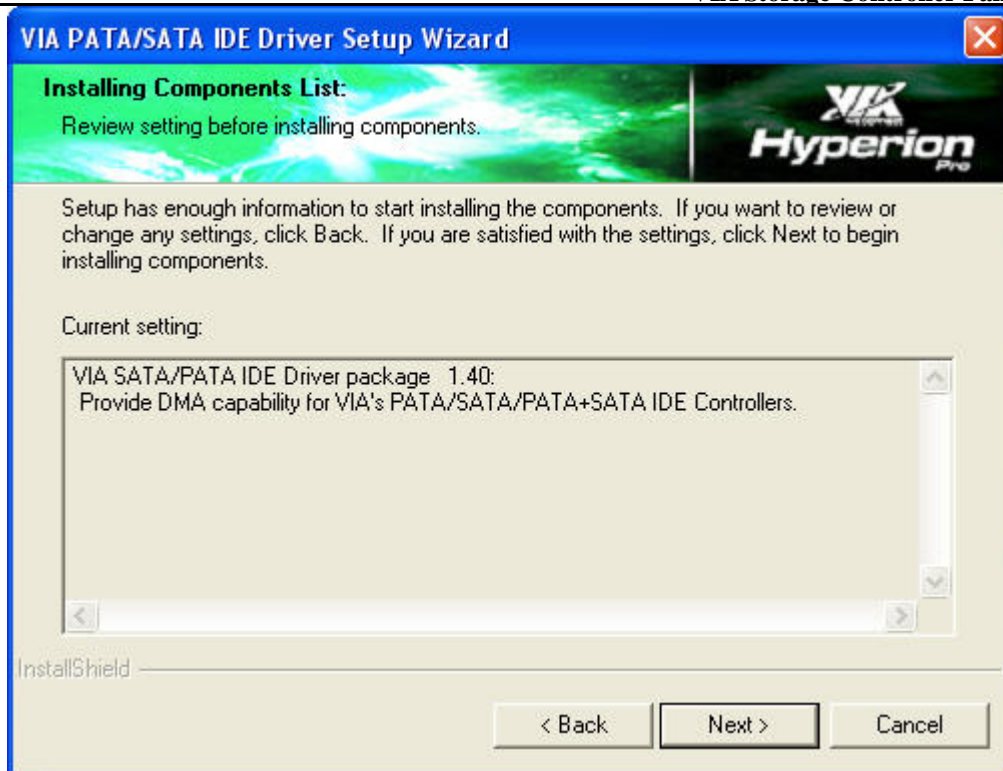 VIA PATA/SATA IDE Driver Setup Wizard
Installing Components List:
Review setting before installing components.
VIA
Hyperion
Pro
Setup has enough information to start installing the components.  If you want to review or
change any settings, click Back.  If you are satisfied with the settings, click Next to begin
installing components.
Current setting:
VIA SATA/PATA IDE Driver package   1.40:
Provide DMA capability for VIA's PATA/SATA/PATA+SATA IDE Controllers.
InstallShield
< Back
Next >
Cancel